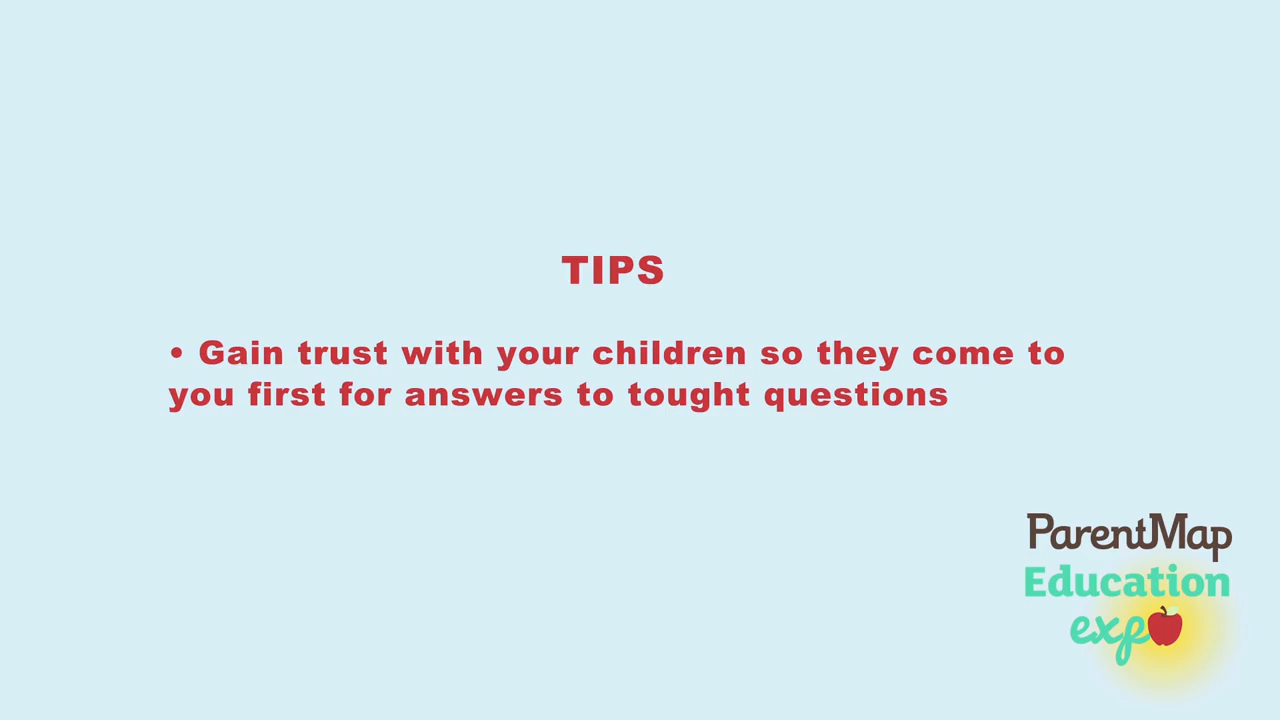 TIPS
• Gain trust with your children so they come to
you first for answers to tought questions
ParentMap
Education
expo